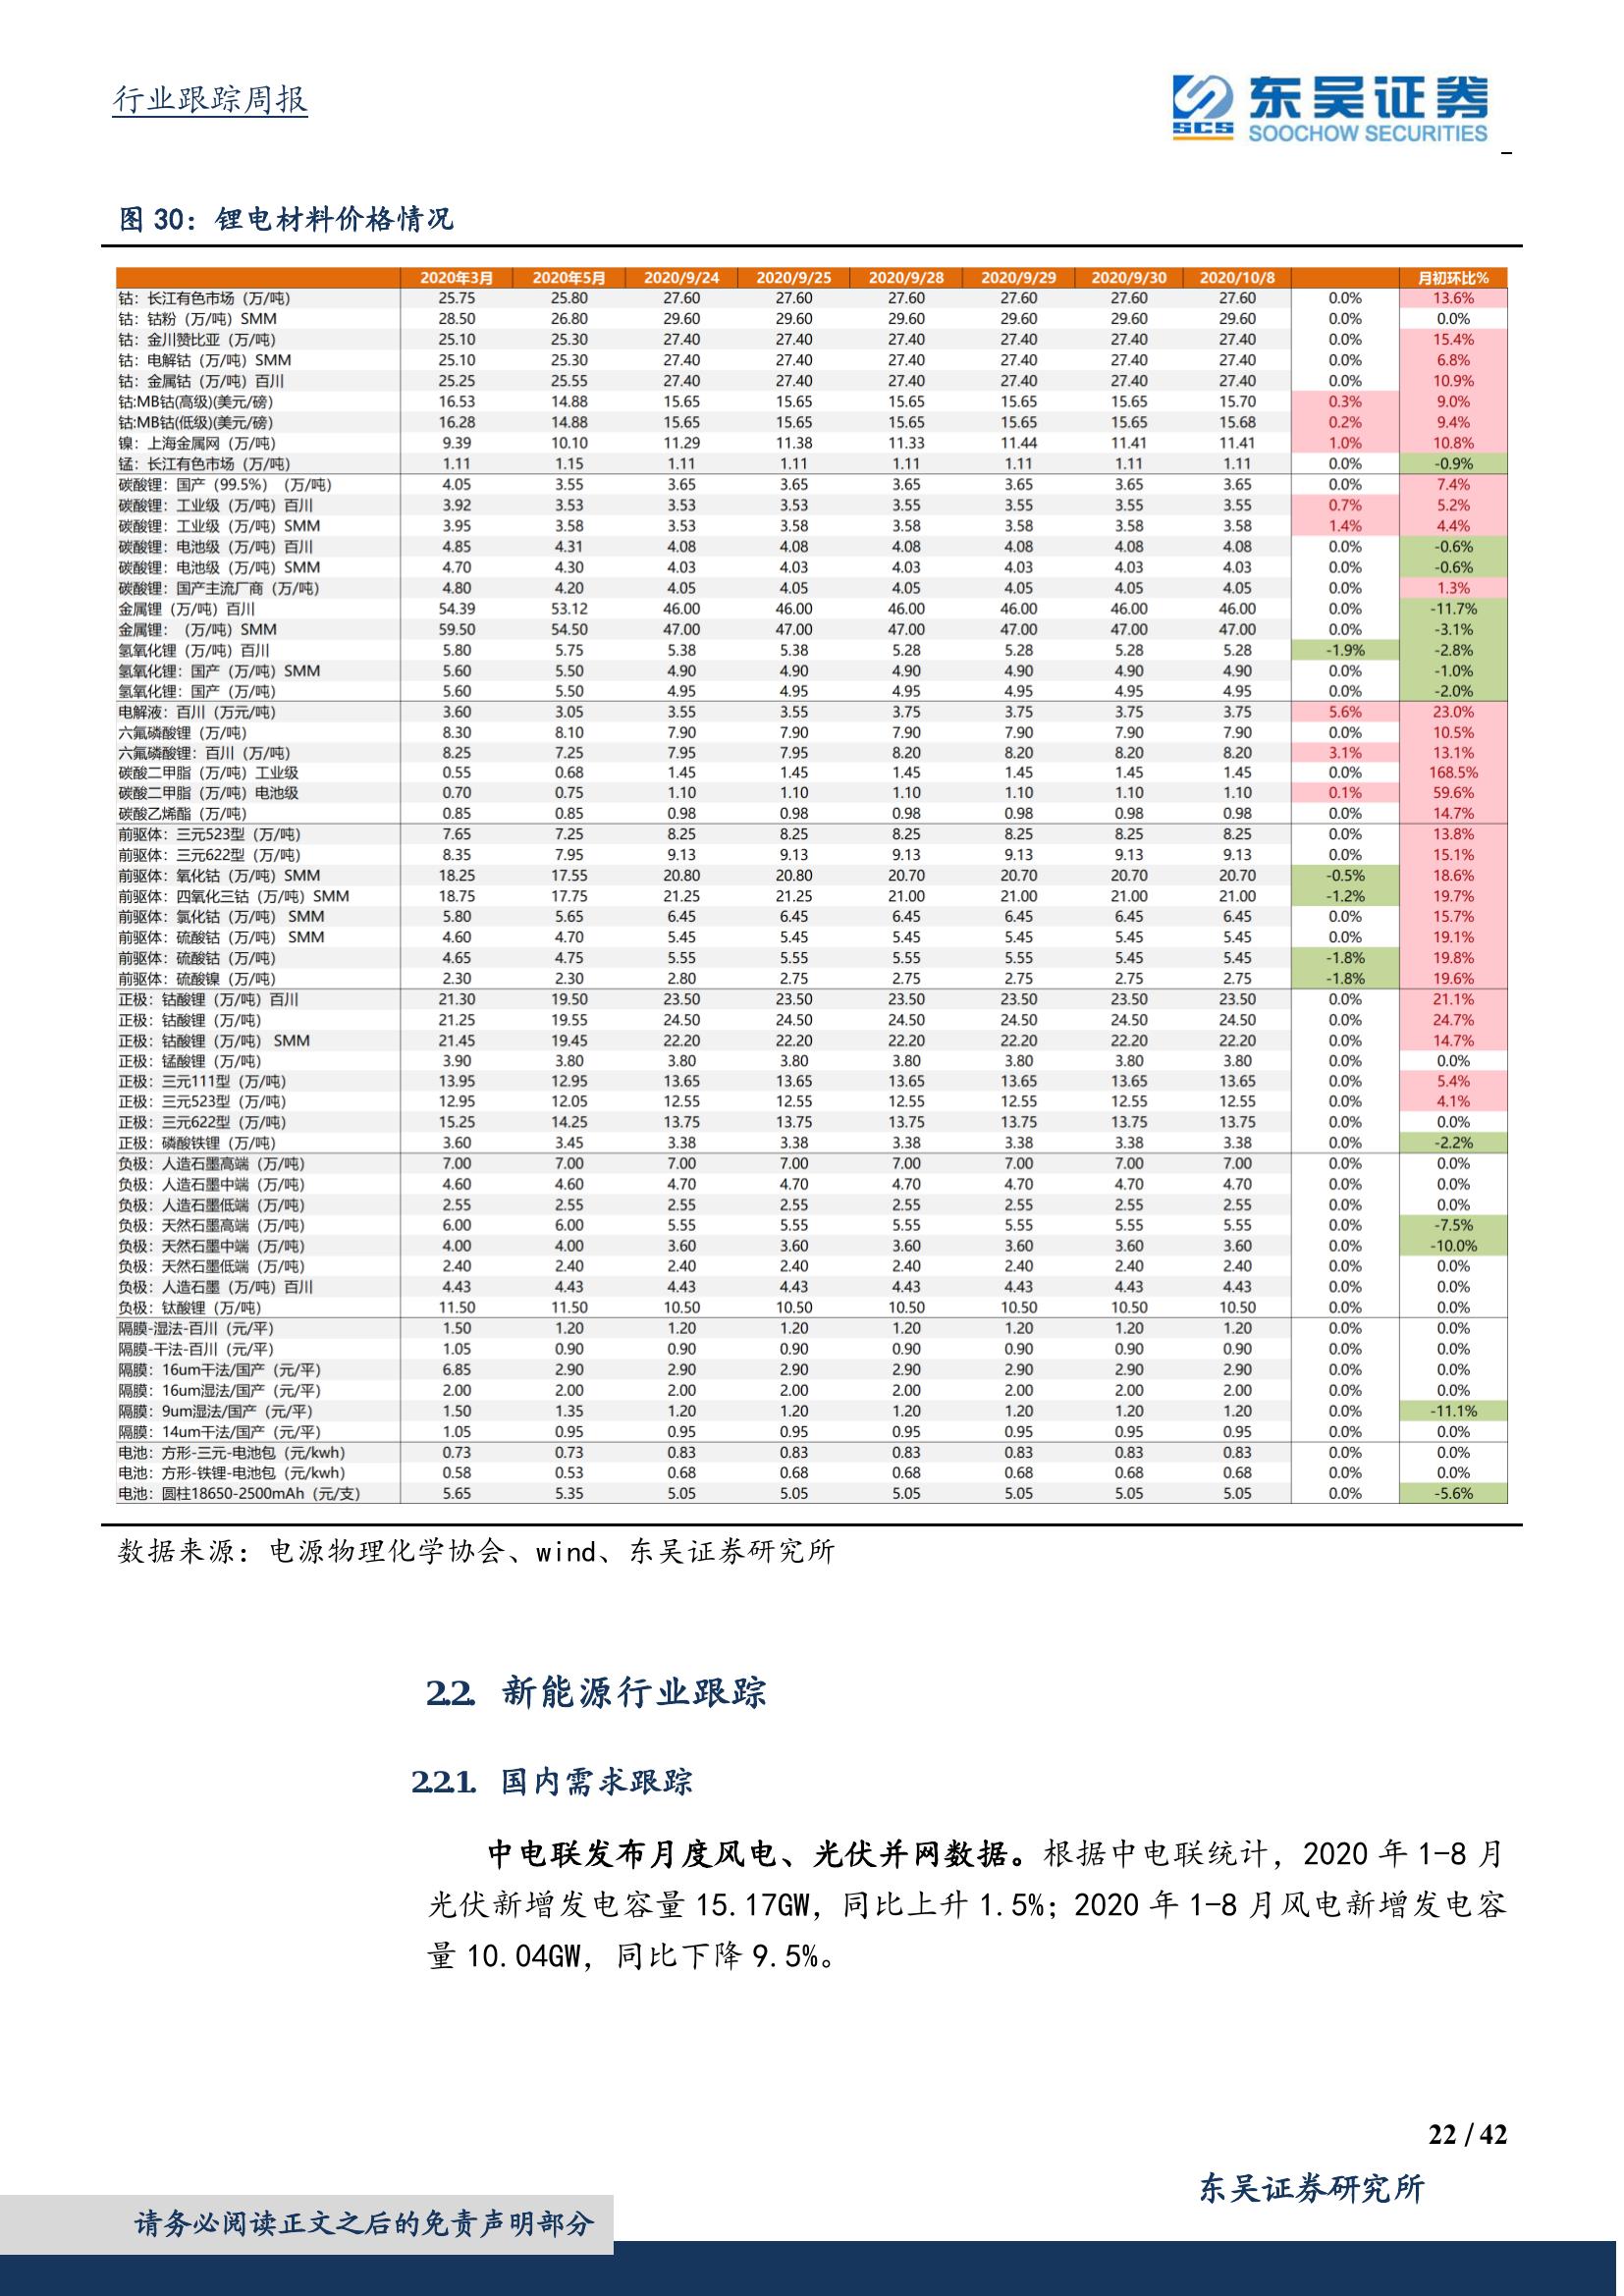 行业跟踪周报
SCS 东吴证券
SOOCHOW SECURITIES
图 30：锂电材料价格情况
2020年3月 2020年5月 2020/9/24 2020/9/25 2020/9/28 2020/9/29 2020/9/30 2020/10/8 月初环比%
钴：长江有色市场（万/吨） 25.75 25.80 27.60 27.60 27.60 27.60 27.60 27.60 0.0% 13.6%
钴：钴粉（万/吨）SMM 28.50 26.80 29.60 29.60 29.60 29.60 29.60 29.60 0.0% 0.0%
钴：金川赞比亚（万/吨） 25.10 25.30 27.40 27.40 27.40 27.40 27.40 27.40 0.0% 15.4%
钴：电解钴（万/吨）SMM 25.10 25.30 27.40 27.40 27.40 27.40 27.40 27.40 0.0% 6.8%
钴：金属钴（万/吨）百川 25.25 25.55 27.40 27.40 27.40 27.40 27.40 27.40 0.0% 10.9%
钴:MB钴(高级)(美元/磅) 16.53 14.88 15.65 15.65 15.65 15.65 15.65 15.70 0.3% 9.0%
钴:MB钴(低级)(美元/磅) 16.28 14.88 15.65 15.65 15.65 15.65 15.65 15.68 0.2% 9.4%
镍：上海金属网（万/吨） 9.39 10.10 11.29 11.38 11.33 11.44 11.41 11.41 1.0% 10.8%
锰：长江有色市场（万/吨） 1.11 1.15 1.11 1.11 1.11 1.11 1.11 1.11 0.0% -0.9%
碳酸锂：国产（99.5%）（万/吨） 4.05 3.55 3.65 3.65 3.65 3.65 3.65 3.65 0.0% 7.4%
碳酸锂：工业级（万/吨）百川 3.92 3.53 3.53 3.53 3.55 3.55 3.55 3.55 0.7% 5.2%
碳酸锂：工业级（万/吨）SMM 3.95 3.58 3.53 3.58 3.58 3.58 3.58 3.58 1.4% 4.4%
碳酸锂：电池级（万/吨）百川 4.85 4.31 4.08 4.08 4.08 4.08 4.08 4.08 0.0% -0.6%
碳酸锂：电池级（万/吨）SMM 4.70 4.30 4.03 4.03 4.03 4.03 4.03 4.03 0.0% -0.6%
碳酸锂：国产主流厂商（万/吨） 4.80 4.20 4.05 4.05 4.05 4.05 4.05 4.05 0.0% 1.3%
金属锂（万/吨）百川 54.39 53.12 46.00 46.00 46.00 46.00 46.00 46.00 0.0% -11.7%
金属锂：（万/吨）SMM 59.50 54.50 47.00 47.00 47.00 47.00 47.00 47.00 0.0% -3.1%
氢氧化锂（万/吨）百川 5.80 5.75 5.38 5.38 5.28 5.28 5.28 5.28 -1.9% -2.8%
氢氧化锂：国产（万/吨）SMM 5.60 5.50 4.90 4.90 4.90 4.90 4.90 4.90 0.0% -1.0%
氢氧化锂：国产（万/吨） 5.60 5.50 4.95 4.95 4.95 4.95 4.95 4.95 0.0% -2.0%
电解液：百川（万元/吨） 3.60 3.05 3.55 3.55 3.75 3.75 3.75 3.75 5.6% 23.0%
六氟磷酸锂（万/吨） 8.30 8.10 7.90 7.90 7.90 7.90 7.90 7.90 0.0% 10.5%
六氟磷酸锂：百川（万/吨） 8.25 7.25 7.95 7.95 8.20 8.20 8.20 8.20 3.1% 13.1%
碳酸二甲脂（万/吨）工业级 0.55 0.68 1.45 1.45 1.45 1.45 1.45 1.45 0.0% 168.5%
碳酸二甲脂（万/吨）电池级 0.70 0.75 1.10 1.10 1.10 1.10 1.10 1.10 0.1% 59.6%
碳酸乙烯酯（万/吨） 0.85 0.85 0.98 0.98 0.98 0.98 0.98 0.98 0.0% 14.7%
前驱体：三元523型（万/吨） 7.65 7.25 8.25 8.25 8.25 8.25 8.25 8.25 0.0% 13.8%
前驱体：三元622型（万/吨） 8.35 7.95 9.13 9.13 9.13 9.13 9.13 9.13 0.0% 15.1%
前驱体：氧化钴（万/吨）SMM 18.25 17.55 20.80 20.80 20.70 20.70 20.70 20.70 -0.5% 18.6%
前驱体：四氧化三钴（万/吨）SMM 18.75 17.75 21.25 21.25 21.00 21.00 21.00 21.00 -1.2% 19.7%
前驱体：氯化钴（万/吨） SMM 5.80 5.65 6.45 6.45 6.45 6.45 6.45 6.45 0.0% 15.7%
前驱体：硫酸钴（万/吨） SMM 4.60 4.70 5.45 5.45 5.45 5.45 5.45 5.45 0.0% 19.1%
前驱体：硫酸钴（万/吨） 4.65 4.75 5.55 5.55 5.55 5.55 5.45 5.45 -1.8% 19.8%
前驱体：硫酸镍（万/吨） 2.30 2.30 2.80 2.75 2.75 2.75 2.75 2.75 -1.8% 19.6%
正极：钴酸锂（万/吨）百川 21.30 19.50 23.50 23.50 23.50 23.50 23.50 23.50 0.0% 21.1%
正极：钴酸锂（万/吨） 21.25 19.55 24.50 24.50 24.50 24.50 24.50 24.50 0.0% 24.7%
正极：钴酸锂（万/吨） SMM 21.45 19.45 22.20 22.20 22.20 22.20 22.20 22.20 0.0% 14.7%
正极：锰酸锂（万/吨） 3.90 3.80 3.80 3.80 3.80 3.80 3.80 3.80 0.0% 0.0%
正极：三元111型（万/吨） 13.95 12.95 13.65 13.65 13.65 13.65 13.65 13.65 0.0% 5.4%
正极：三元523型（万/吨） 12.95 12.05 12.55 12.55 12.55 12.55 12.55 12.55 0.0% 4.1%
正极：三元622型（万/吨） 15.25 14.25 13.75 13.75 13.75 13.75 13.75 13.75 0.0% 0.0%
正极：磷酸铁锂（万/吨） 3.60 3.45 3.38 3.38 3.38 3.38 3.38 3.38 0.0% -2.2%
负极：人造石墨高端（万/吨） 7.00 7.00 7.00 7.00 7.00 7.00 7.00 7.00 0.0% 0.0%
负极：人造石墨中端（万/吨） 4.60 4.60 4.70 4.70 4.70 4.70 4.70 4.70 0.0% 0.0%
负极：人造石墨低端（万/吨） 2.55 2.55 2.55 2.55 2.55 2.55 2.55 2.55 0.0% 0.0%
负极：天然石墨高端（万/吨） 6.00 6.00 5.55 5.55 5.55 5.55 5.55 5.55 0.0% -7.5%
负极：天然石墨中端（万/吨） 4.00 4.00 3.60 3.60 3.60 3.60 3.60 3.60 0.0% -10.0%
负极：天然石墨低端（万/吨） 2.40 2.40 2.40 2.40 2.40 2.40 2.40 2.40 0.0% 0.0%
负极：人造石墨（万/吨）百川 4.43 4.43 4.43 4.43 4.43 4.43 4.43 4.43 0.0% 0.0%
负极：钛酸锂（万/吨） 11.50 11.50 10.50 10.50 10.50 10.50 10.50 10.50 0.0% 0.0%
隔膜-湿法-百川（元/平） 1.50 1.20 1.20 1.20 1.20 1.20 1.20 1.20 0.0% 0.0%
隔膜-干法-百川（元/平） 1.05 0.90 0.90 0.90 0.90 0.90 0.90 0.90 0.0% 0.0%
隔膜：16um干法/国产（元/平） 6.85 2.90 2.90 2.90 2.90 2.90 2.90 2.90 0.0% 0.0%
隔膜：16um湿法/国产（元/平） 2.00 2.00 2.00 2.00 2.00 2.00 2.00 2.00 0.0% 0.0%
隔膜：9um湿法/国产（元/平） 1.50 1.35 1.20 1.20 1.20 1.20 1.20 1.20 0.0% -11.1%
隔膜：14um干法/国产（元/平） 1.05 0.95 0.95 0.95 0.95 0.95 0.95 0.95 0.0% 0.0%
电池：方形-三元-电池包（元/kwh） 0.73 0.73 0.83 0.83 0.83 0.83 0.83 0.83 0.0% 0.0%
电池：方形-铁锂-电池包（元/kwh） 0.58 0.53 0.68 0.68 0.68 0.68 0.68 0.68 0.0% 0.0%
电池：圆柱18650-2500mAh（元/支） 5.65 5.35 5.05 5.05 5.05 5.05 5.05 5.05 0.0% -5.6%
数据来源：电源物理化学协会、wind、东吴证券研究所
2.2. 新能源行业跟踪
2.2.1. 国内需求跟踪
中电联发布月度风电、光伏并网数据。根据中电联统计，2020 年 1-8 月
光伏新增发电容量 15.17GW，同比上升 1.5%；2020 年 1-8 月风电新增发电容
量 10.04GW，同比下降 9.5%。
22 / 42
东吴证券研究所
请务必阅读正文之后的免责声明部分